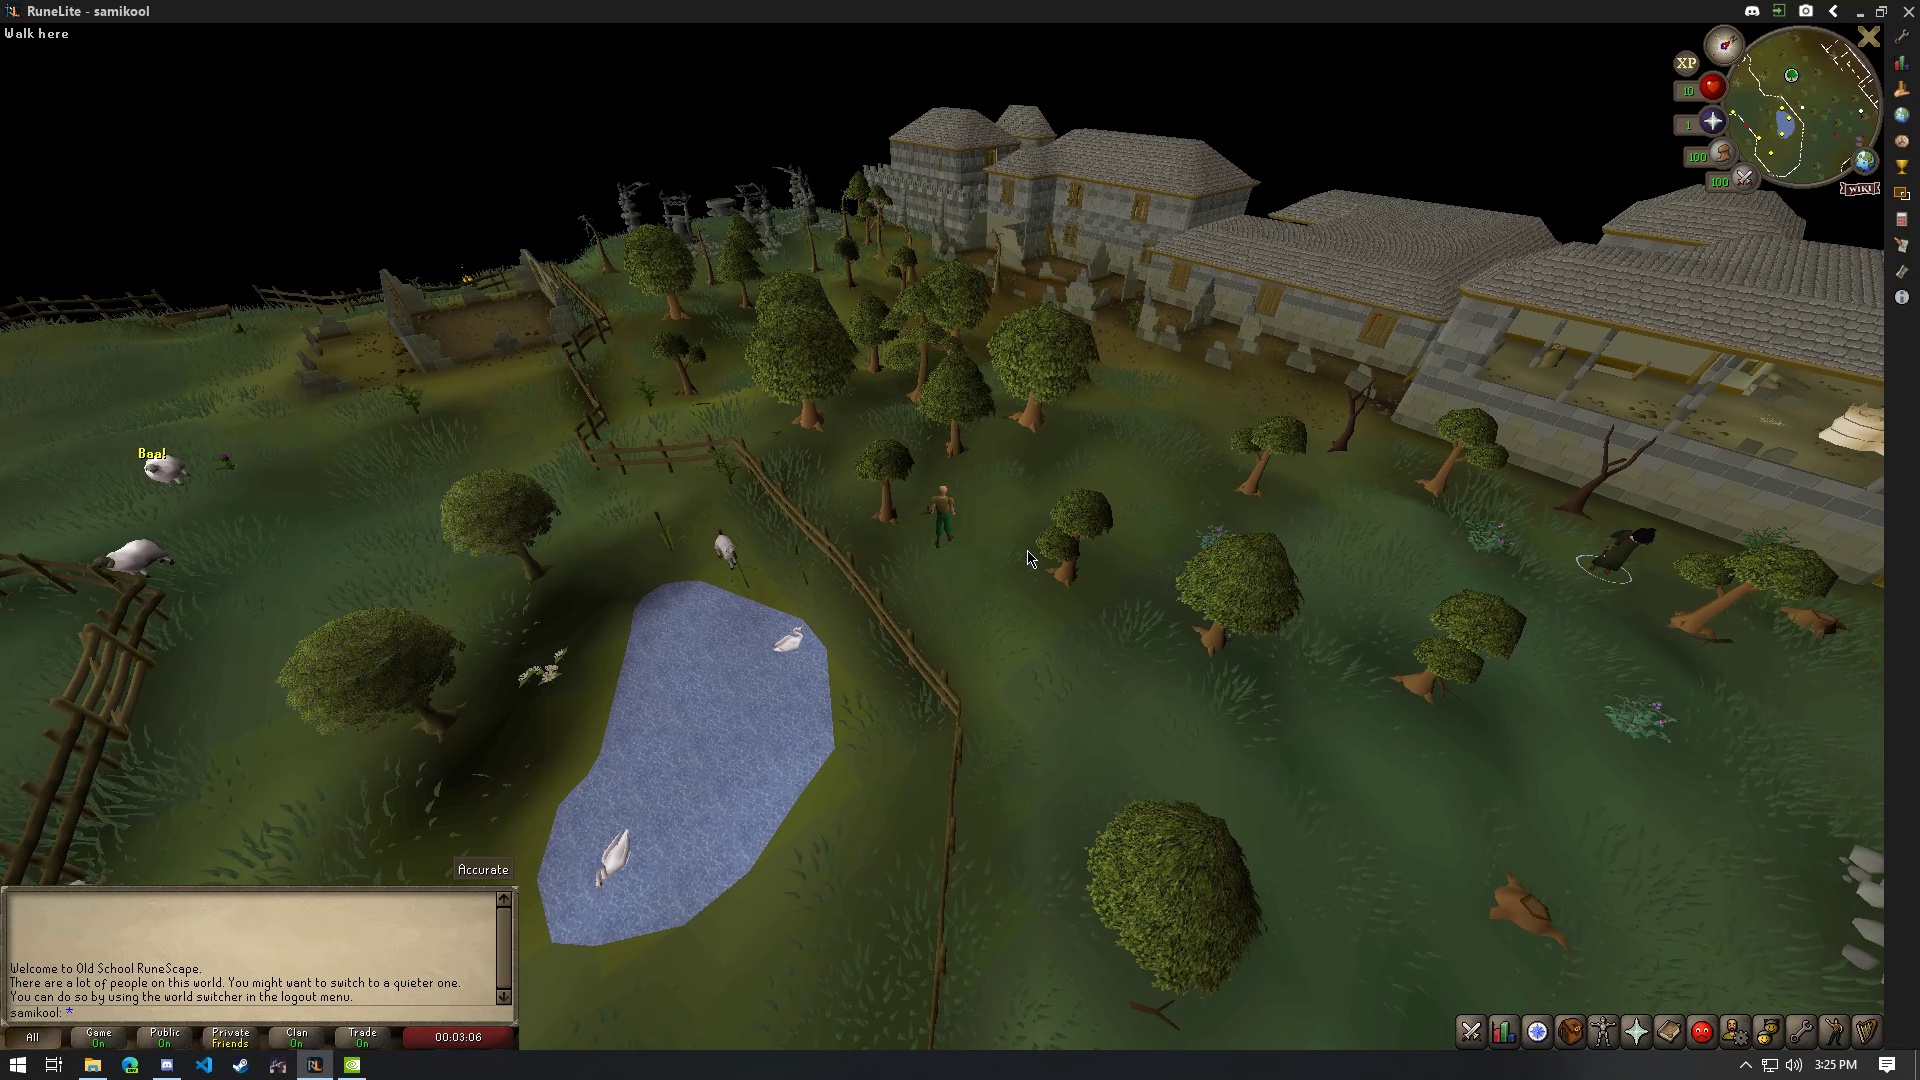 RuneLite - samikool
Walk here
XP
10
1
100
100
WIKI
Baa!
Accurate
Welcome to Old School RuneScape.
There are a lot of people on this world. You might want to switch to a quieter one.
You can do so by using the world switcher in the logout menu.
samikool: *
All
Game
On
Public
On
Private
Friends
Clan
On
Trade
On
00:03:06
3:25 PM